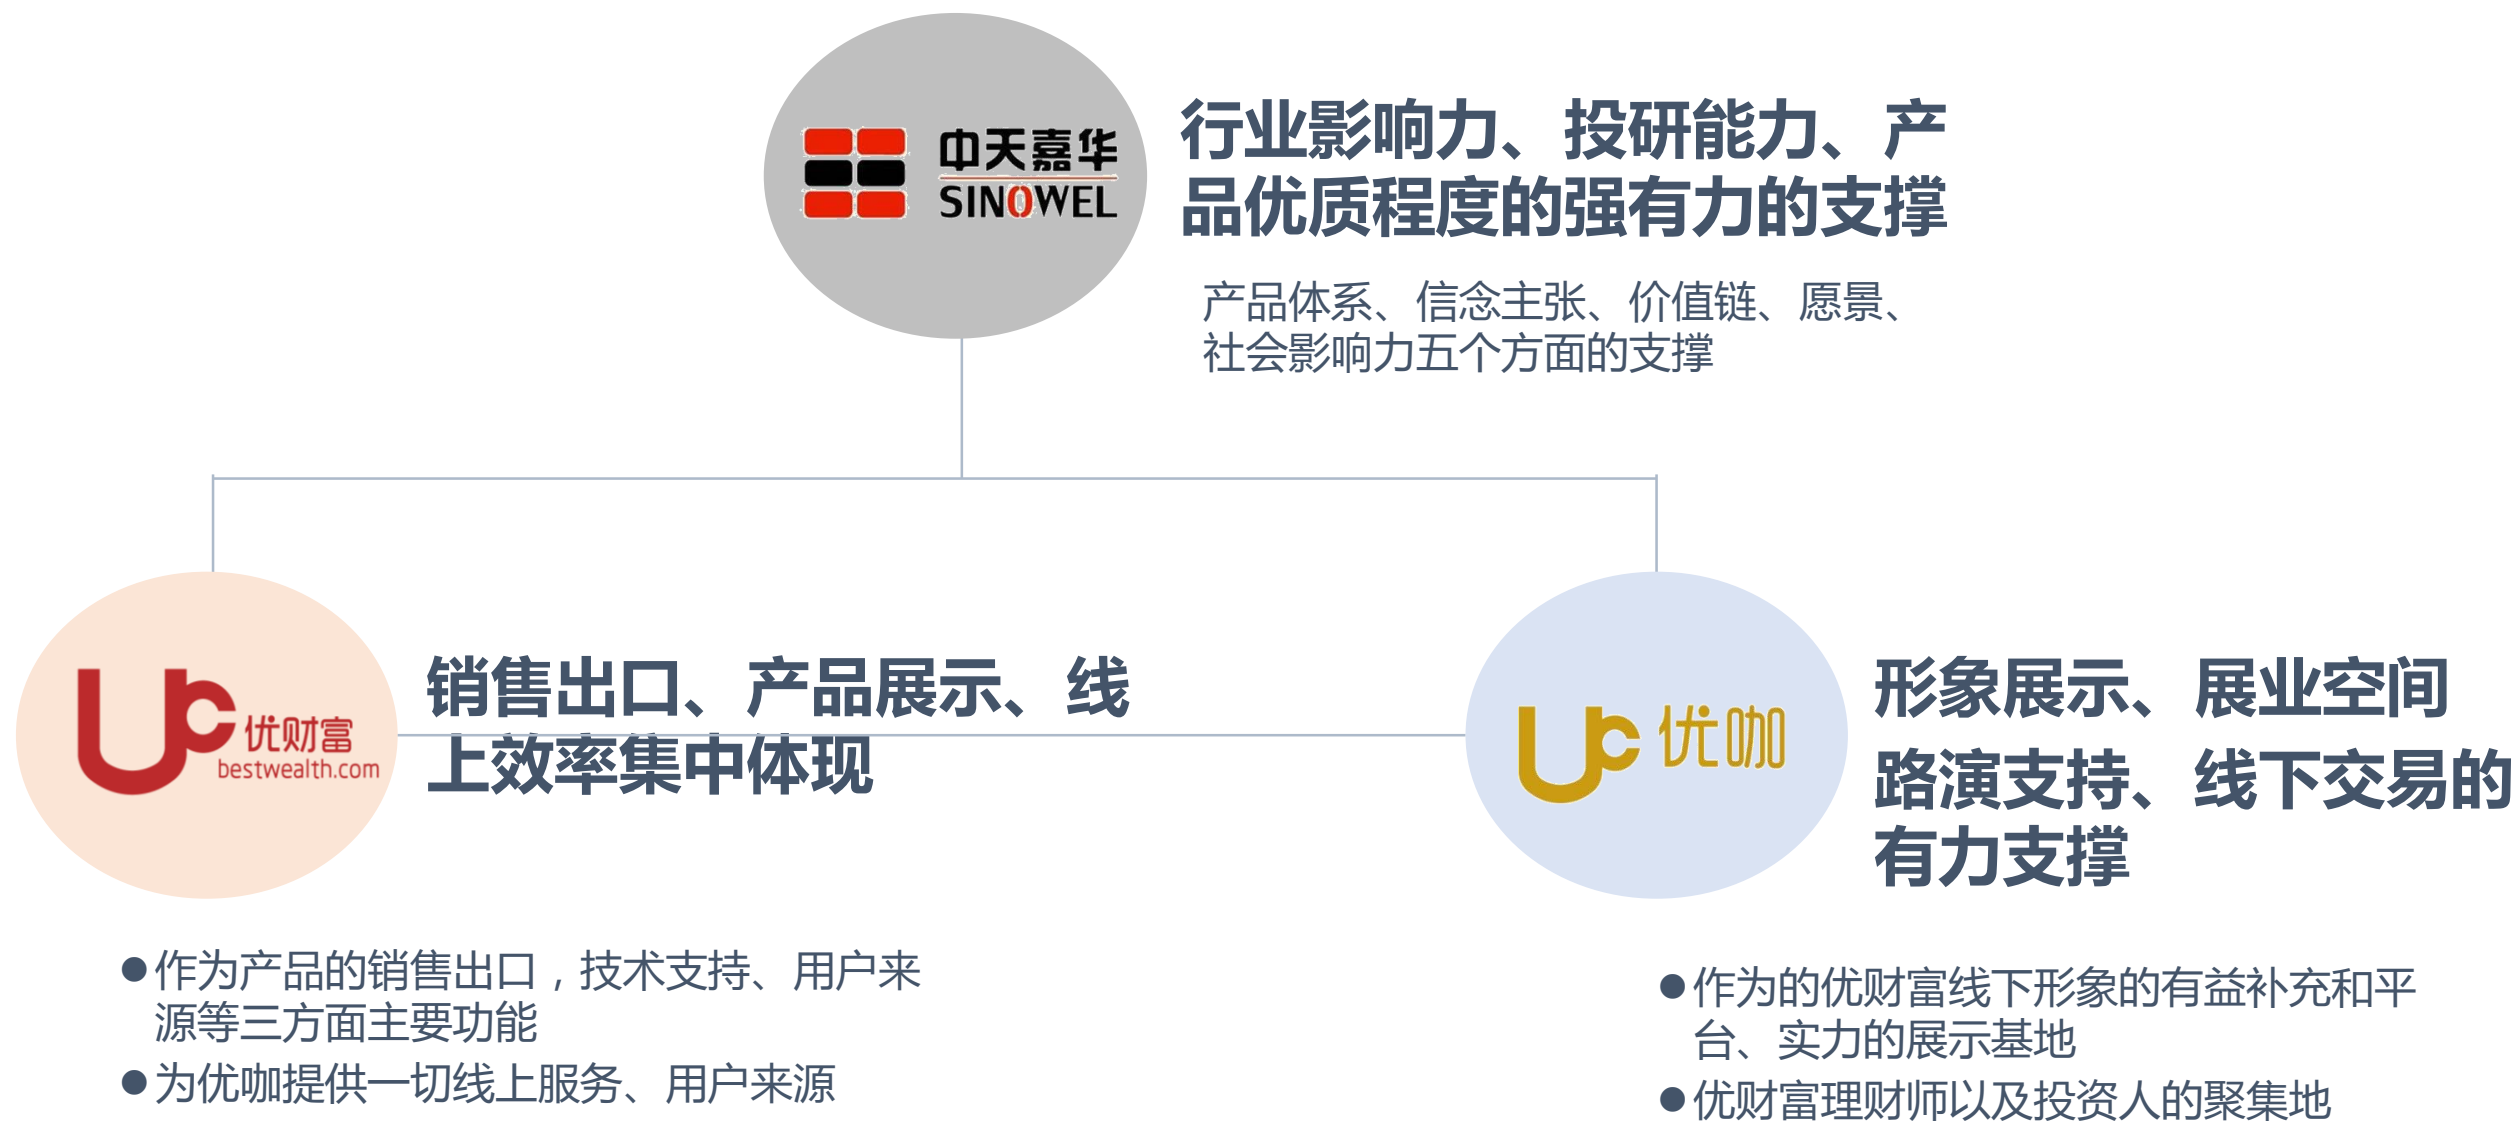 中天嘉华
SINOWEL
行业影响力、投研能力、产
品优质程度的强有力的支撑
产品体系、信念主张、价值链、愿景、
社会影响力五个方面的支撑
Uc 优财富
bestwealth.com
销售出口、产品展示、线
上效率集中体现
Uc 优咖
形象展示、展业空间
路演支持、线下交易的
有力支撑
●作为产品的销售出口，技术支持、用户来
源等三方面主要功能
●为优咖提供一切线上服务、用户来源
●作为的优财富线下形象的有益补充和平
台、实力的展示基地
●优财富理财师以及投资人的聚集地